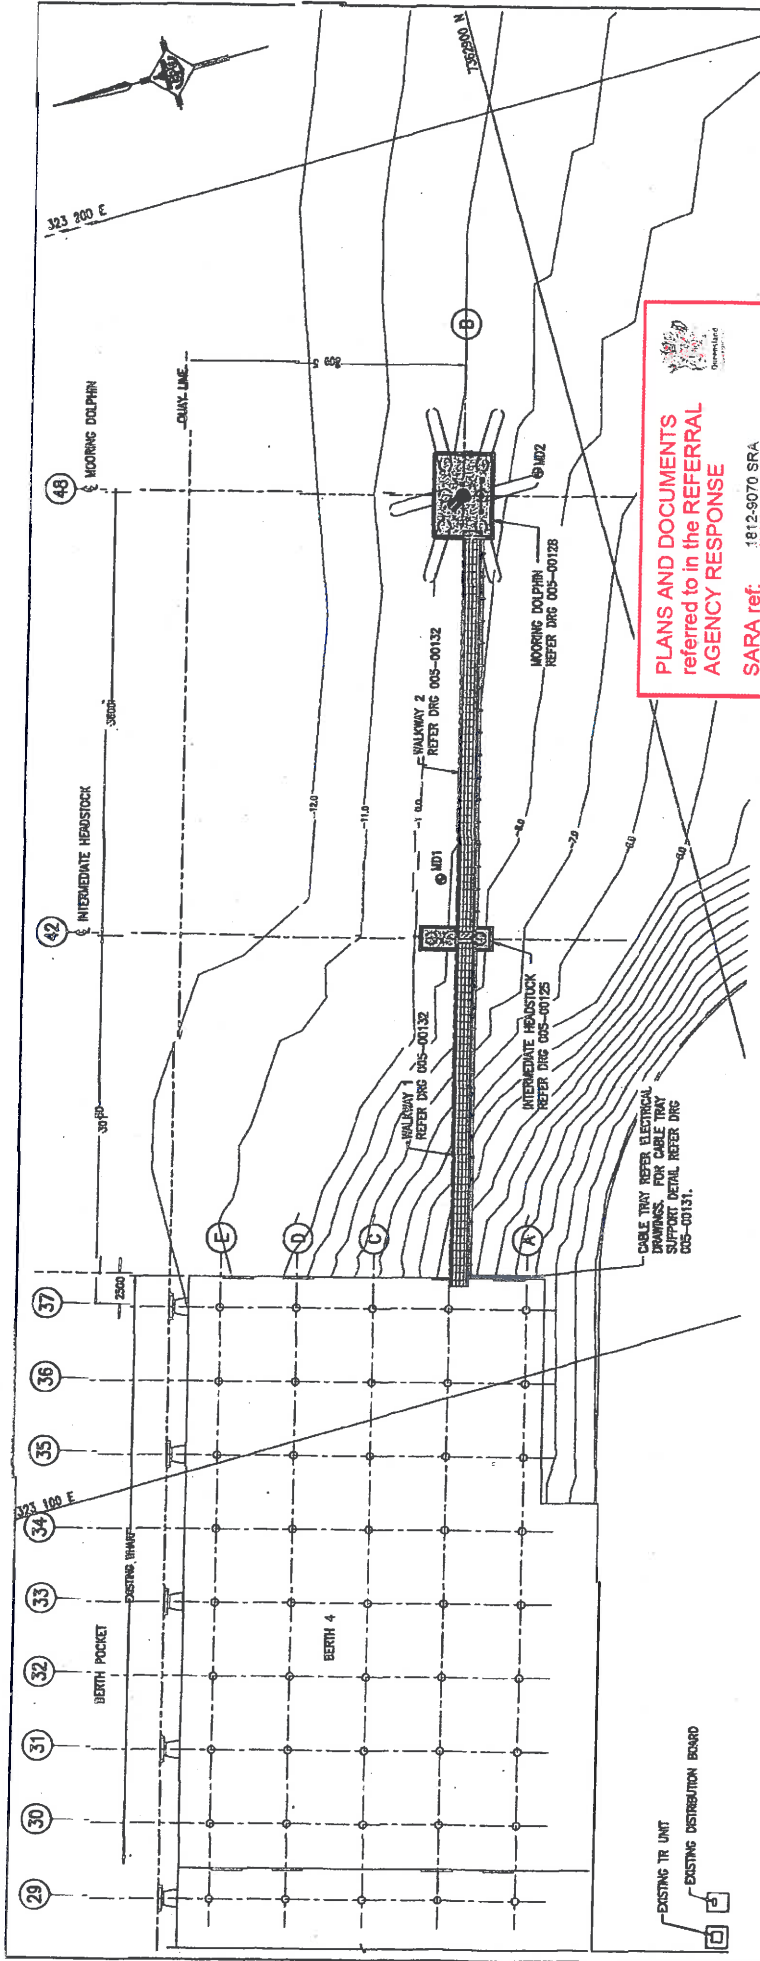 323 200 E
7362900 N
QUAY LINE
48
℄ MOORING DOLPHIN
42
℄ INTERMEDIATE HEADSTOCK
B
-12.0
-11.0
-8.0
-7.0
MD2
MD1
MOORING DOLPHIN
REFER DRG 005-00128
WALKWAY 2
REFER DRG 005-00132
WALKWAY 1
REFER DRG 005-00132
INTERMEDIATE HEADSTOCK
REFER DRG 005-00125
CABLE TRAY REFER ELECTRICAL
DRAWINGS. FOR CABLE TRAY
SUPPORT DETAIL REFER DRG
005-00131.
2500
E
D
C
A
37
36
35
34
33
32
31
30
29
323 100 E
EXISTING WHARF
BERTH POCKET
BERTH 4
EXISTING TR UNIT
EXISTING DISTRIBUTION BOARD
PLANS AND DOCUMENTS
referred to in the REFERRAL
AGENCY RESPONSE
SARA ref: 1812-9070 SRA
Queensland